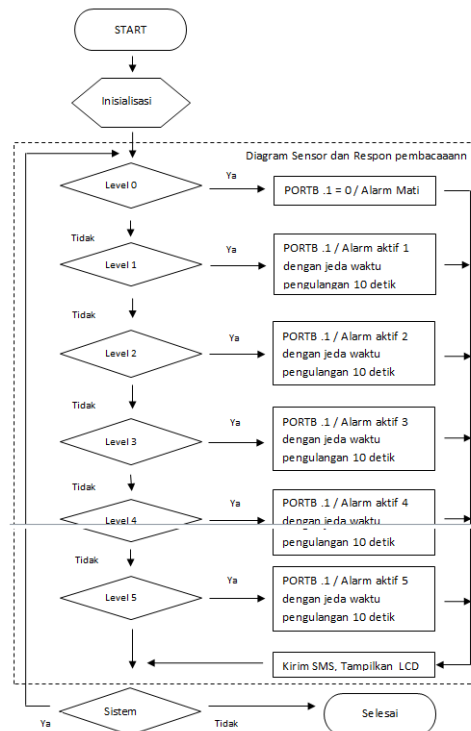 START
Inisialisasi
Diagram Sensor dan Respon pembacaaann
Level 0
Ya
PORTB .1 = 0 / Alarm Mati
Tidak
Level 1
Ya
PORTB .1 / Alarm aktif 1
dengan jeda waktu
pengulangan 10 detik
Tidak
Level 2
Ya
PORTB .1 / Alarm aktif 2
dengan jeda waktu
pengulangan 10 detik
Tidak
Level 3
Ya
PORTB .1 / Alarm aktif 3
dengan jeda waktu
pengulangan 10 detik
Tidak
Level 4
Ya
PORTB .1 / Alarm aktif 4
dengan jeda waktu
pengulangan 10 detik
Tidak
Level 5
Ya
PORTB .1 / Alarm aktif 5
dengan jeda waktu
pengulangan 10 detik
Kirim SMS, Tampilkan LCD
Sistem
Ya
Tidak
Selesai